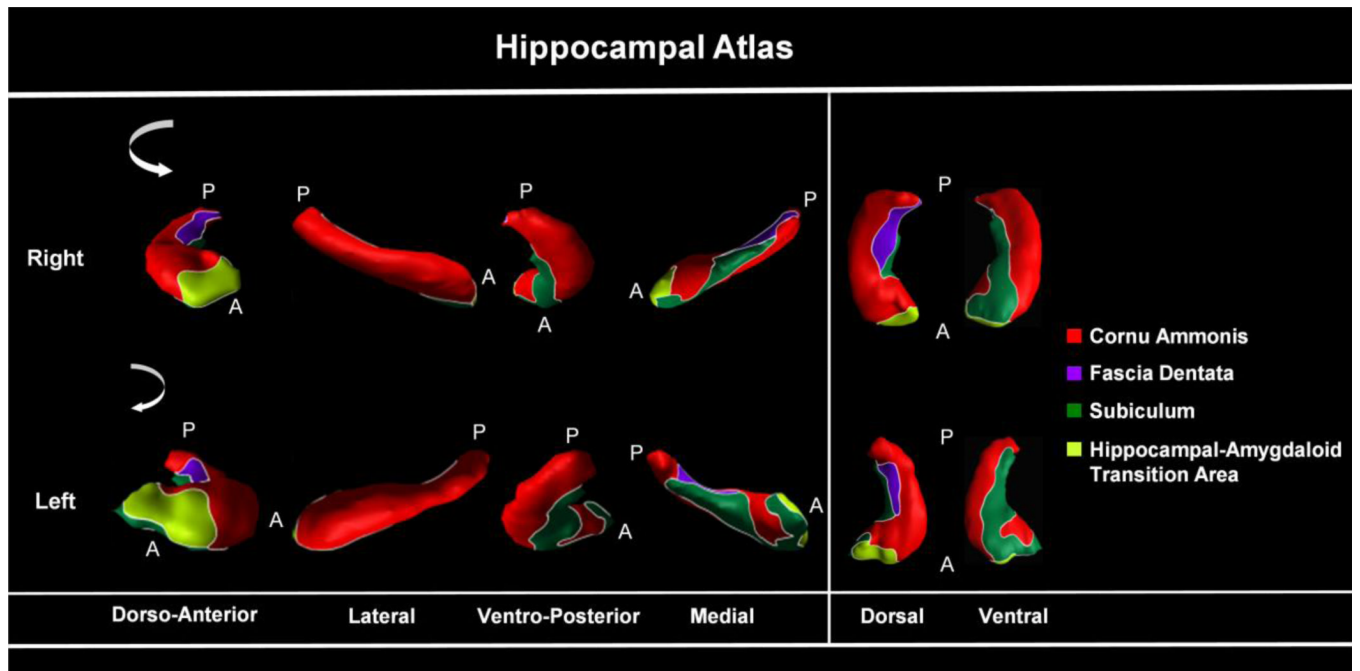 Hippocampal Atlas
P
P
P
P
P
Right
A
A
A
A
A
Cornu Ammonis
Fascia Dentata
Subiculum
Hippocampal-Amygdaloid
Transition Area
P
P
P
P
P
Left
A
A
A
A
A
Dorso-Anterior
Lateral
Ventro-Posterior
Medial
Dorsal
Ventral